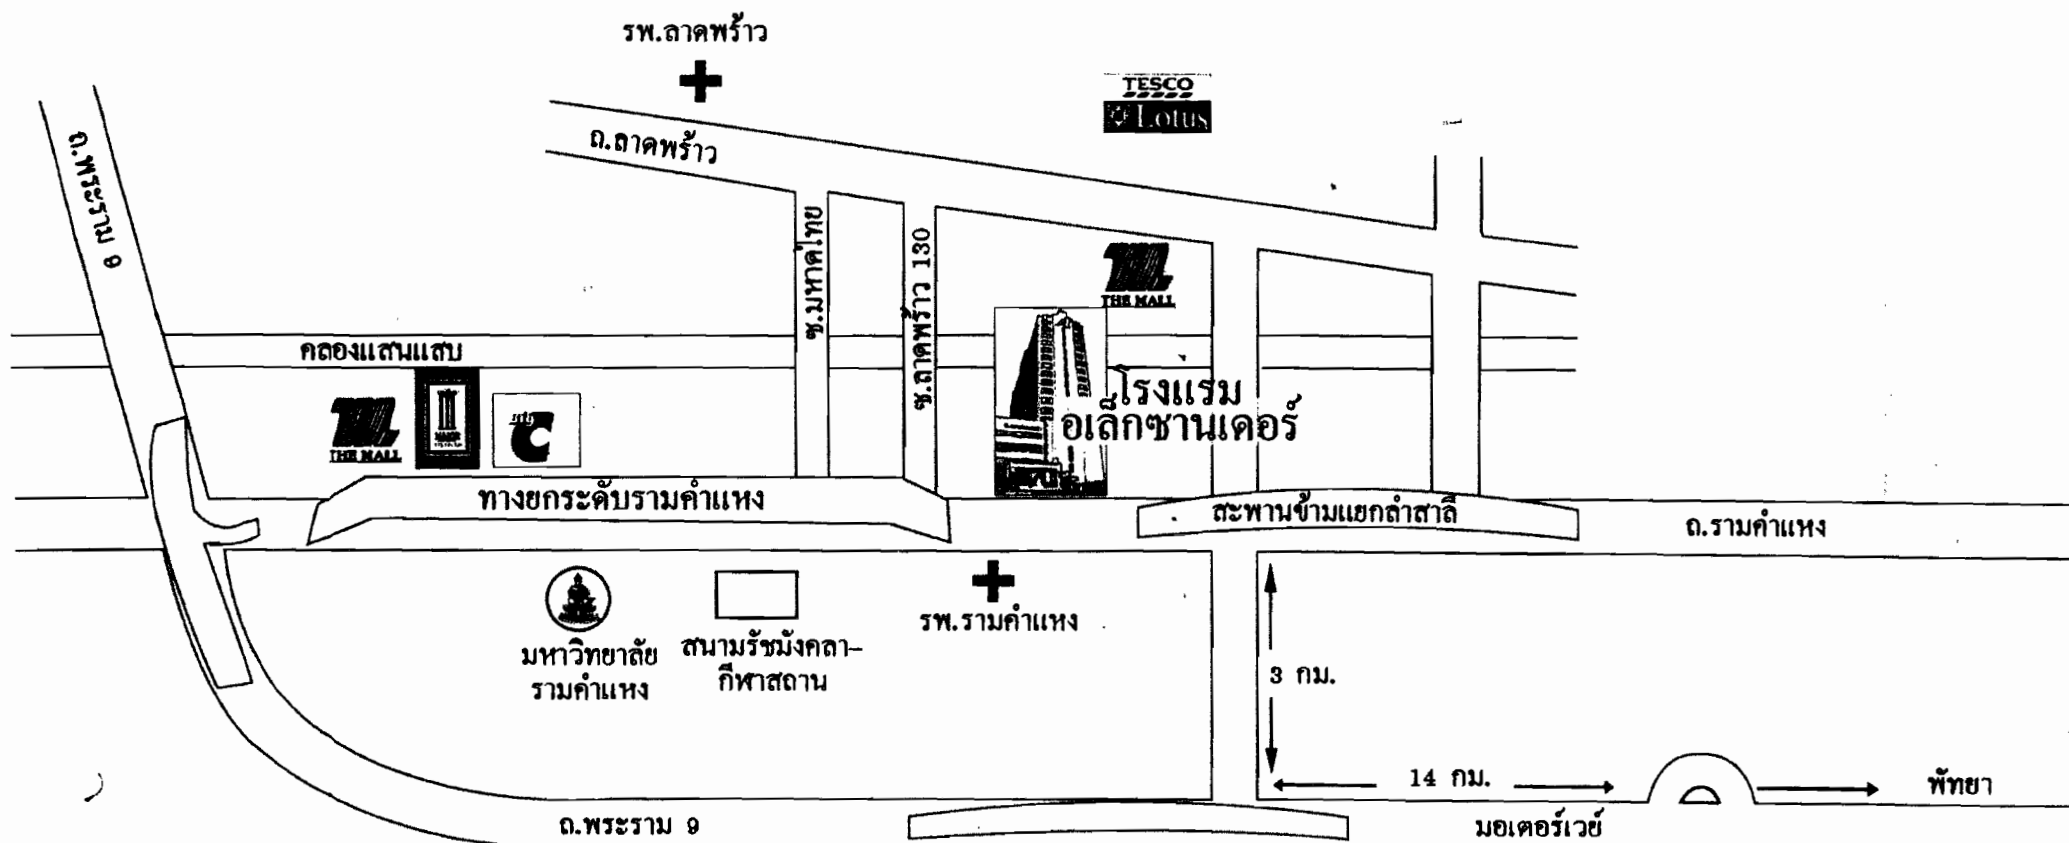 รพ.ลาดพร้าว
TESCO
Lotus
ถ.ลาดพร้าว
ถ.พระราม 9
ซ.มหาดไทย
ซ.ลาดพร้าว 130
THE MALL
คลองแสนแสบ
THE MALL
โรงแรม
อเล็กซานเดอร์
ทางยกระดับรามคำแหง
สะพานข้ามแยกลำสาลี
ถ.รามคำแหง
มหาวิทยาลัย
รามคำแหง
สนามรัชมังคลา-
กีฬาสถาน
รพ.รามคำแหง
3 กม.
14 กม.
พัทยา
ถ.พระราม 9
มอเตอร์เวย์